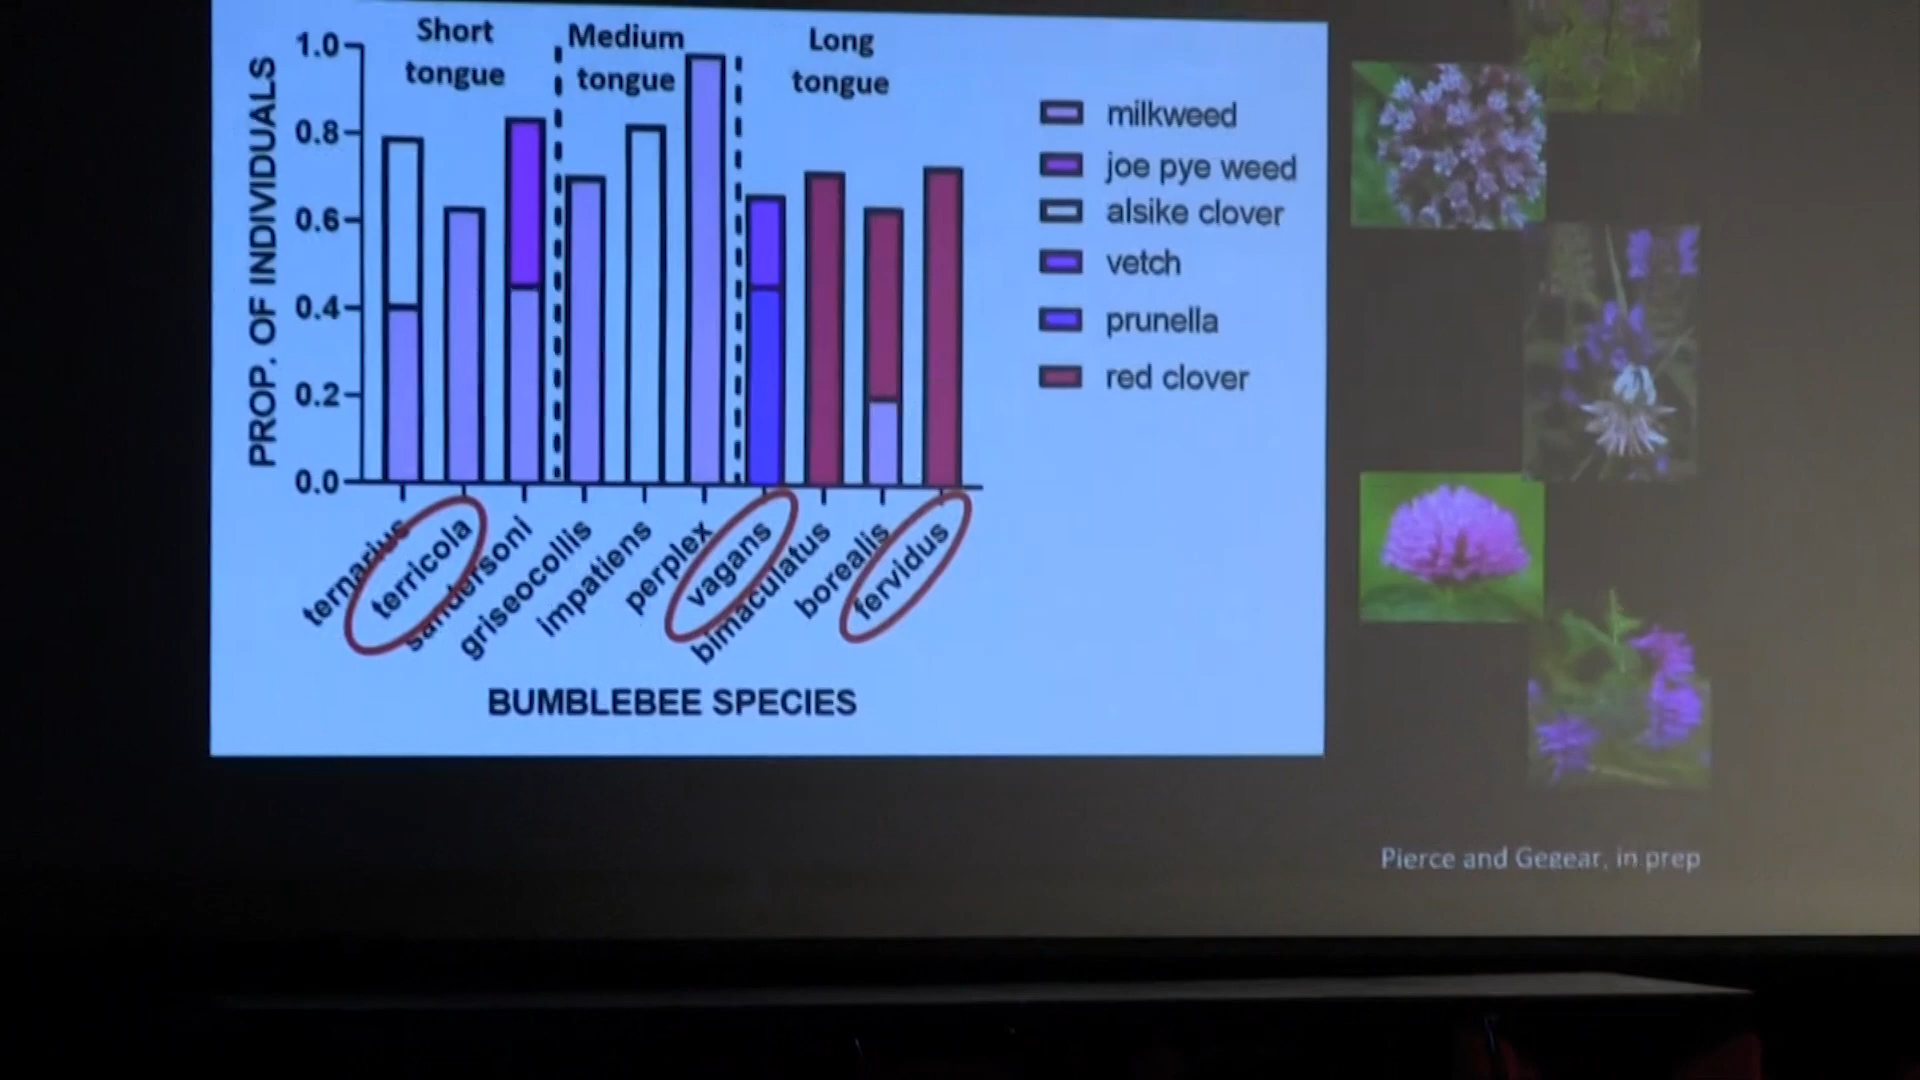 Short
tongue
Medium
tongue
Long
tongue
PROP. OF INDIVIDUALS
1.0
0.8
0.6
0.4
0.2
0.0
milkweed
joe pye weed
alsike clover
vetch
prunella
red clover
ternarius
terricola
sandersoni
griseocollis
impatiens
perplex
vagans
bimaculatus
borealis
fervidus
BUMBLEBEE SPECIES
Pierce and Gegear, in prep